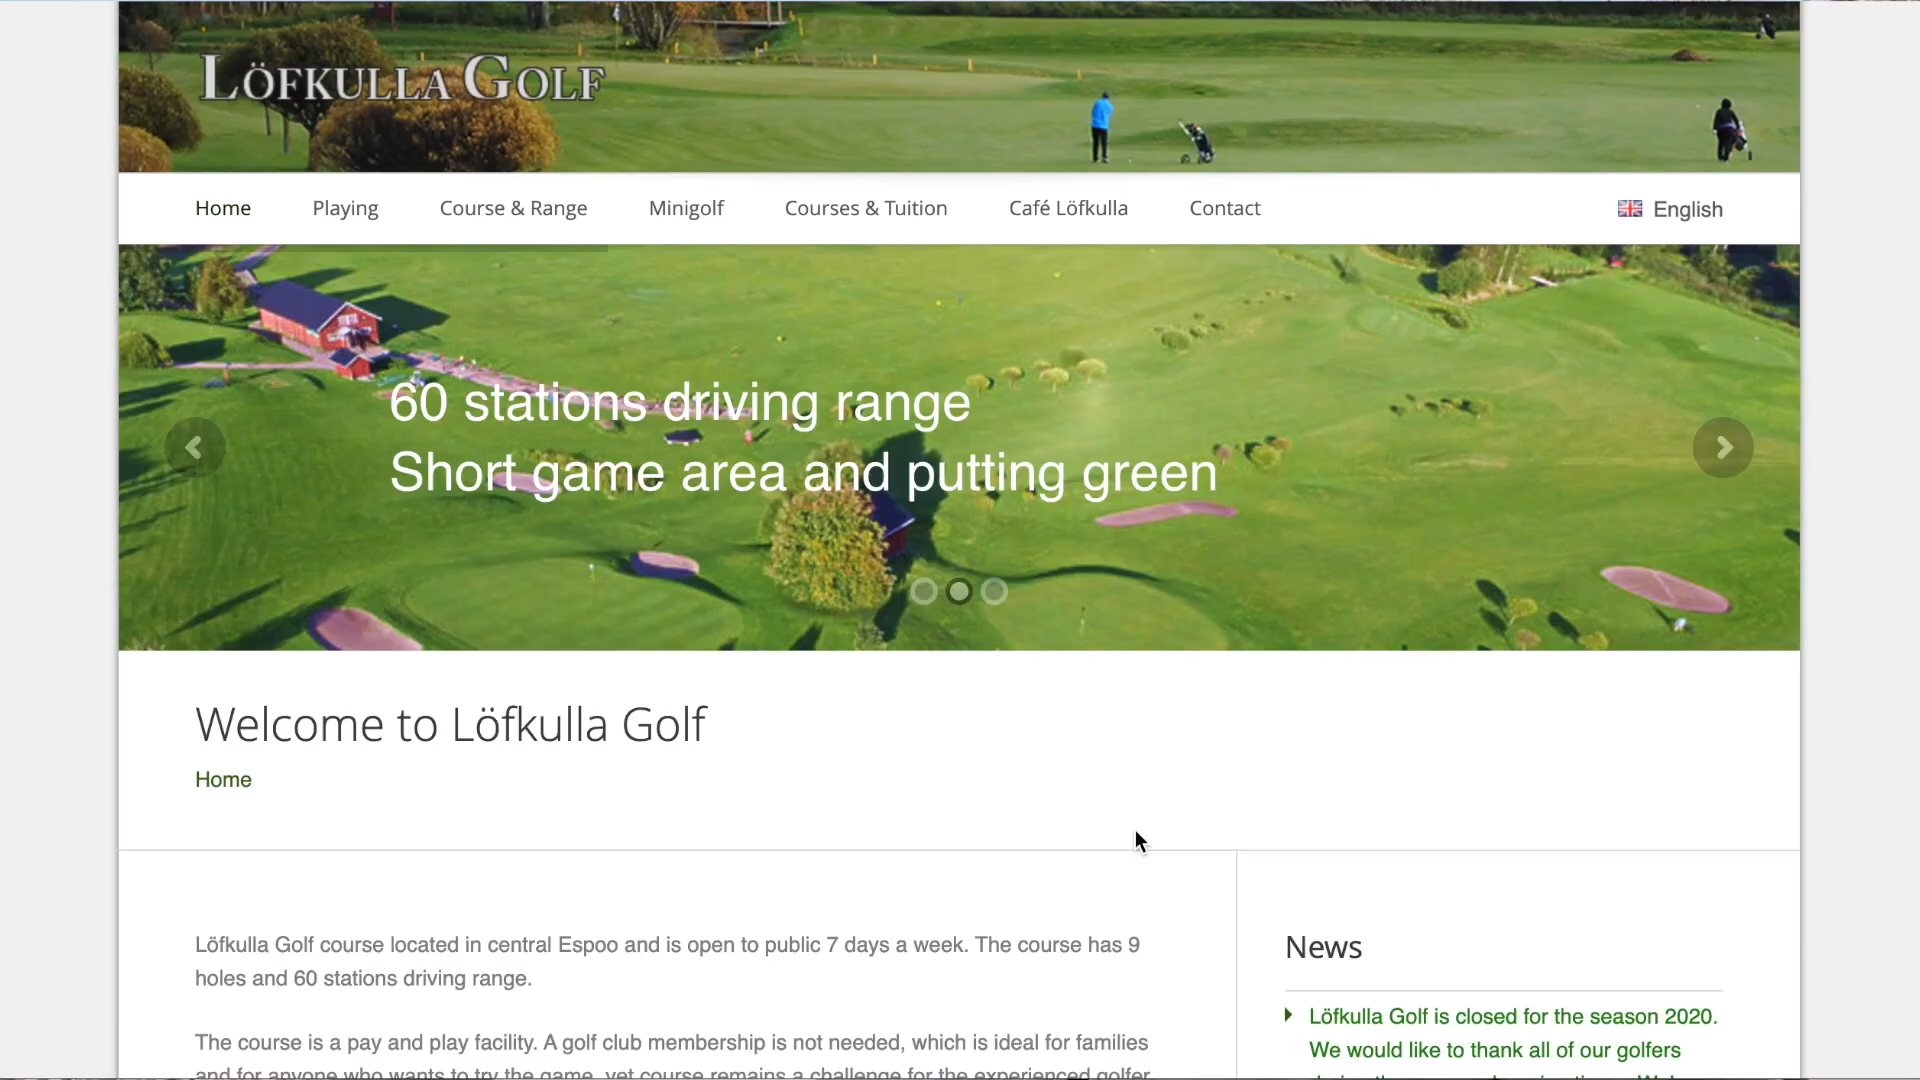 LÖFKULLA GOLF
Home Playing Course & Range Minigolf Courses & Tuition Café Löfkulla Contact English
60 stations driving range
Short game area and putting green
Welcome to Löfkulla Golf
Home
Löfkulla Golf course located in central Espoo and is open to public 7 days a week. The course has 9
holes and 60 stations driving range.
The course is a pay and play facility. A golf club membership is not needed, which is ideal for families
and for anyone who wants to try the game, yet course remains a challenge for the experienced golfer
News
Löfkulla Golf is closed for the season 2020.
We would like to thank all of our golfers